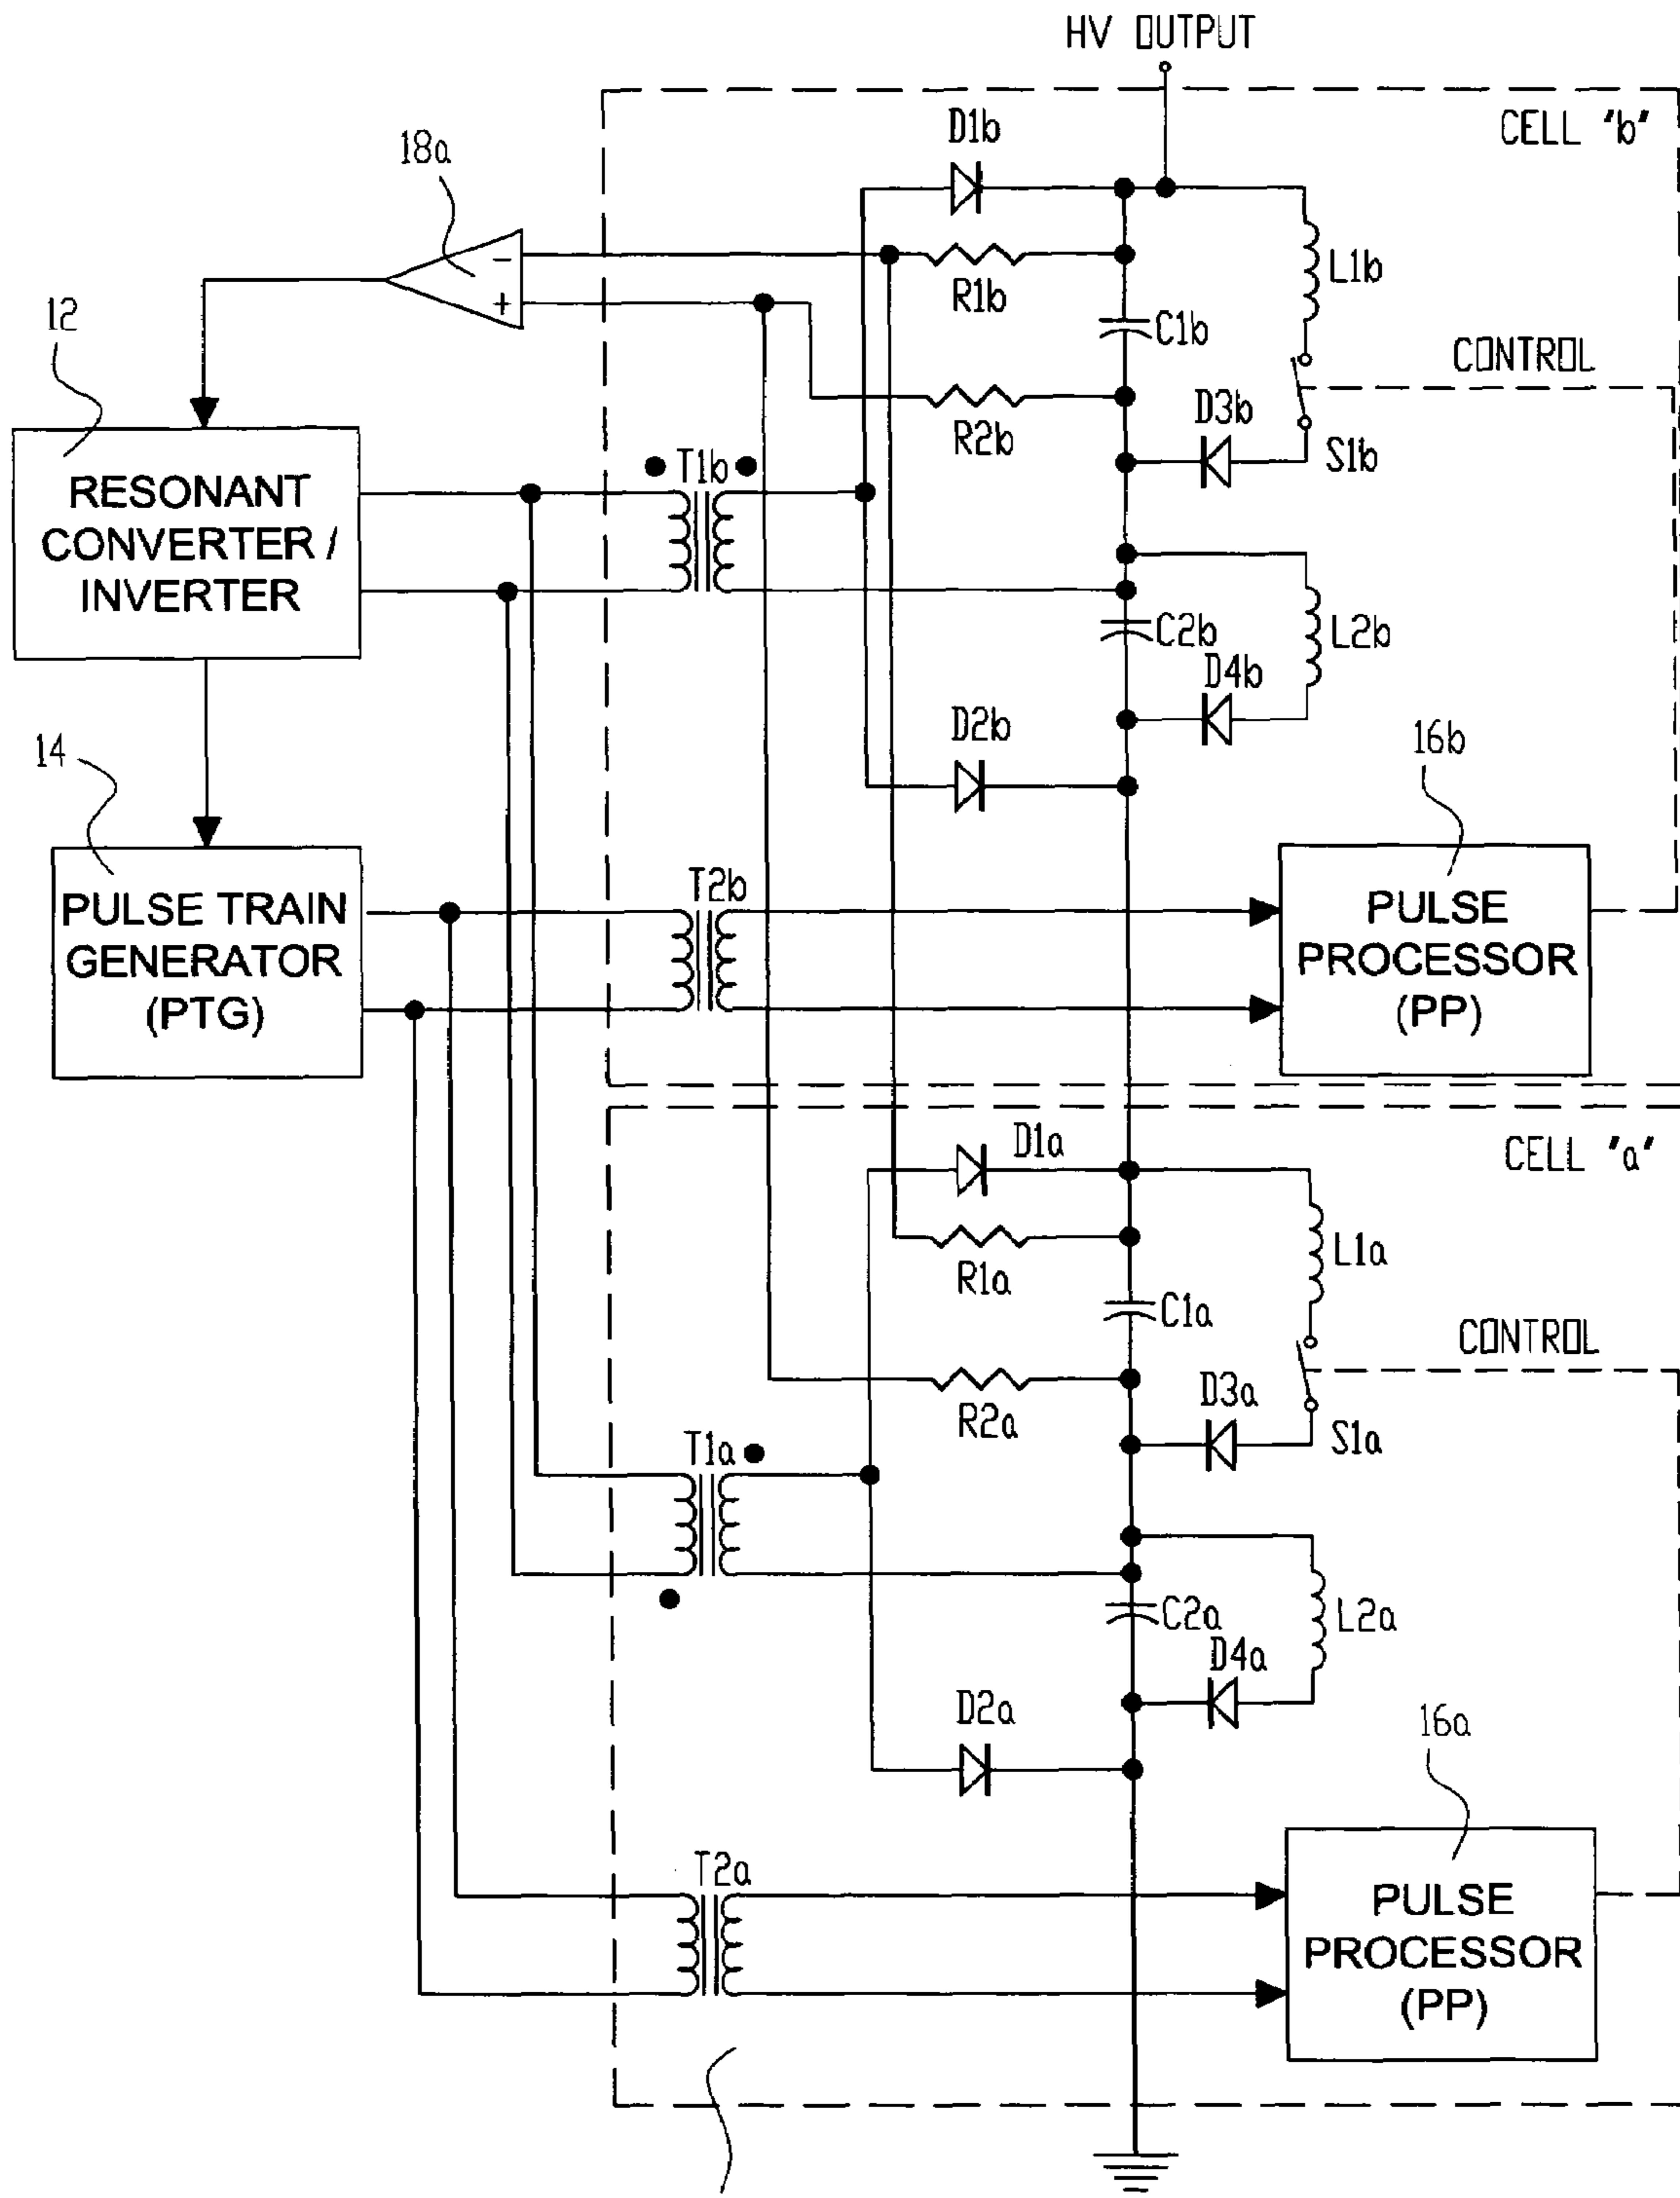 HV OUTPUT
CELL "b"
D1b
18a
R1b
L1b
C1b
12
CONTROL
D3b
R2b
S1b
T1b
RESONANT
CONVERTER /
INVERTER
C2b
L2b
D4b
D2b
14
16b
T2b
PULSE TRAIN
GENERATOR
(PTG)
PULSE
PROCESSOR
(PP)
CELL "a"
D1a
R1a
L1a
C1a
CONTROL
D3a
R2a
S1a
T1a
C2a
L2a
D4a
D2a
16a
T2a
PULSE
PROCESSOR
(PP)